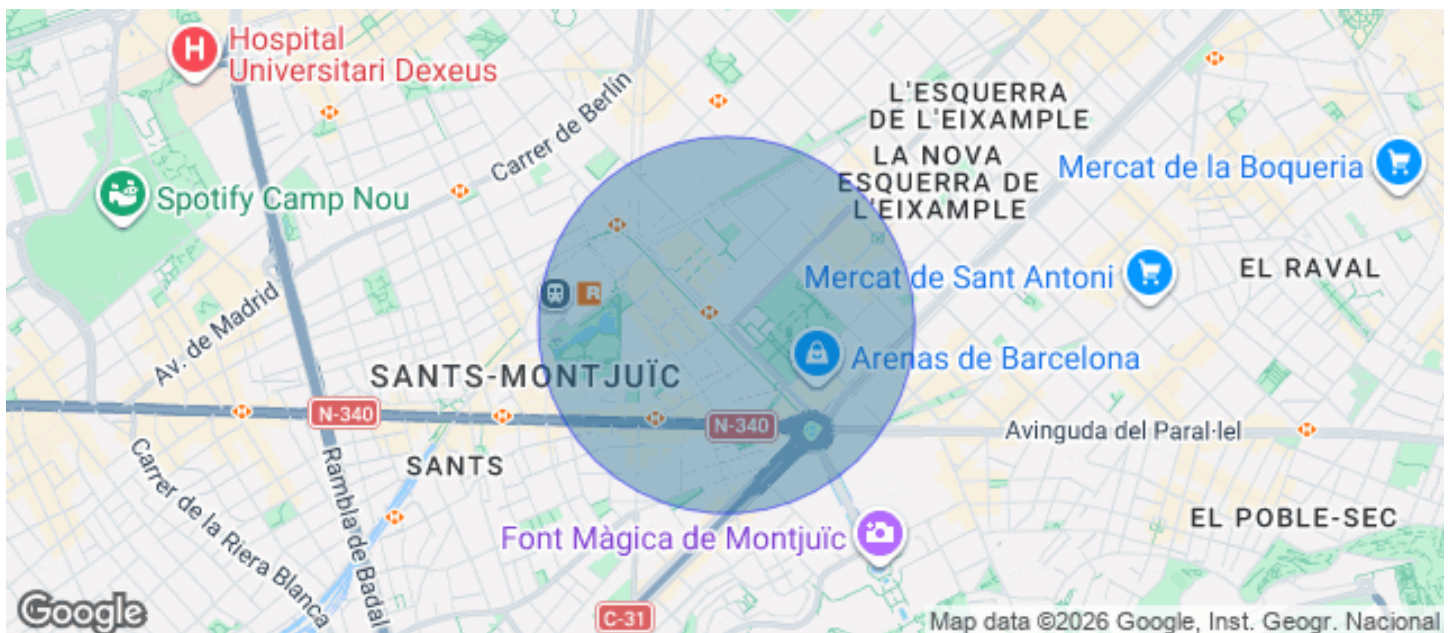 H
Hospital
Universitari Dexeus
Carrer de Berlín
L'ESQUERRA
DE L'EIXAMPLE
LA NOVA
ESQUERRA DE
L'EIXAMPLE
Mercat de la Boqueria
Spotify Camp Nou
Av. de Madrid
R
Mercat de Sant Antoni
EL RAVAL
Arenas de Barcelona
SANTS-MONTJUÏC
N-340
N-340
Avinguda del Paral·lel
SANTS
Rambla de Badal
Carrer de la Riera Blanca
Font Màgica de Montjuïc
EL POBLE-SEC
C-31
Google
Map data ©2026 Google, Inst. Geogr. Nacional